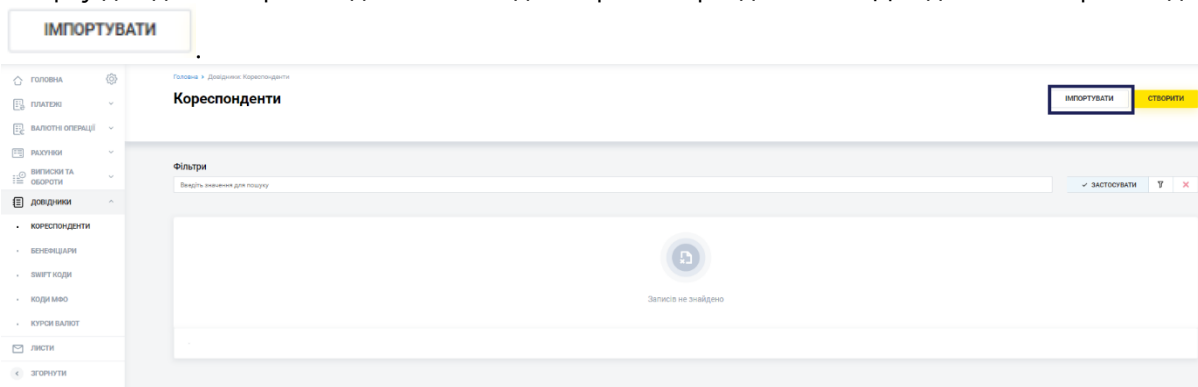 ІМПОРТУВАТИ
.
ГОЛОВНА
Головна > Довідники: Кореспонденти
Кореспонденти
ІМПОРТУВАТИ
СТВОРИТИ
ПЛАТЕЖІ
ВАЛЮТНІ ОПЕРАЦІЇ
РАХУНКИ
Фільтри
ВИПИСКИ ТА
ОБОРОТИ
Введіть значення для пошуку
ЗАСТОСУВАТИ
ДОВІДНИКИ
КОРЕСПОНДЕНТИ
БЕНЕФІЦІАРИ
SWIFT КОДИ
КОДИ МФО
Записів не знайдено
КУРСИ ВАЛЮТ
ЛИСТИ
ЗГОРНУТИ